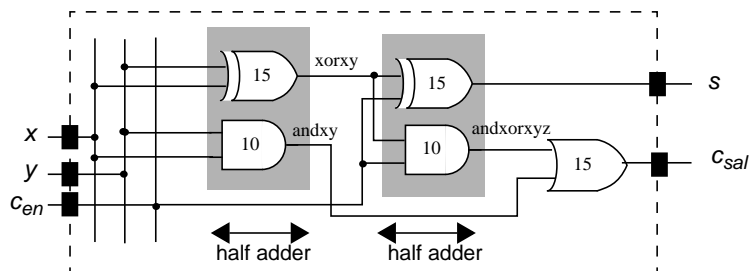 xorxy
15
15
s
x
10
andxy
10
andxorxyz
15
c_sal
y
c_en
half adder
half adder